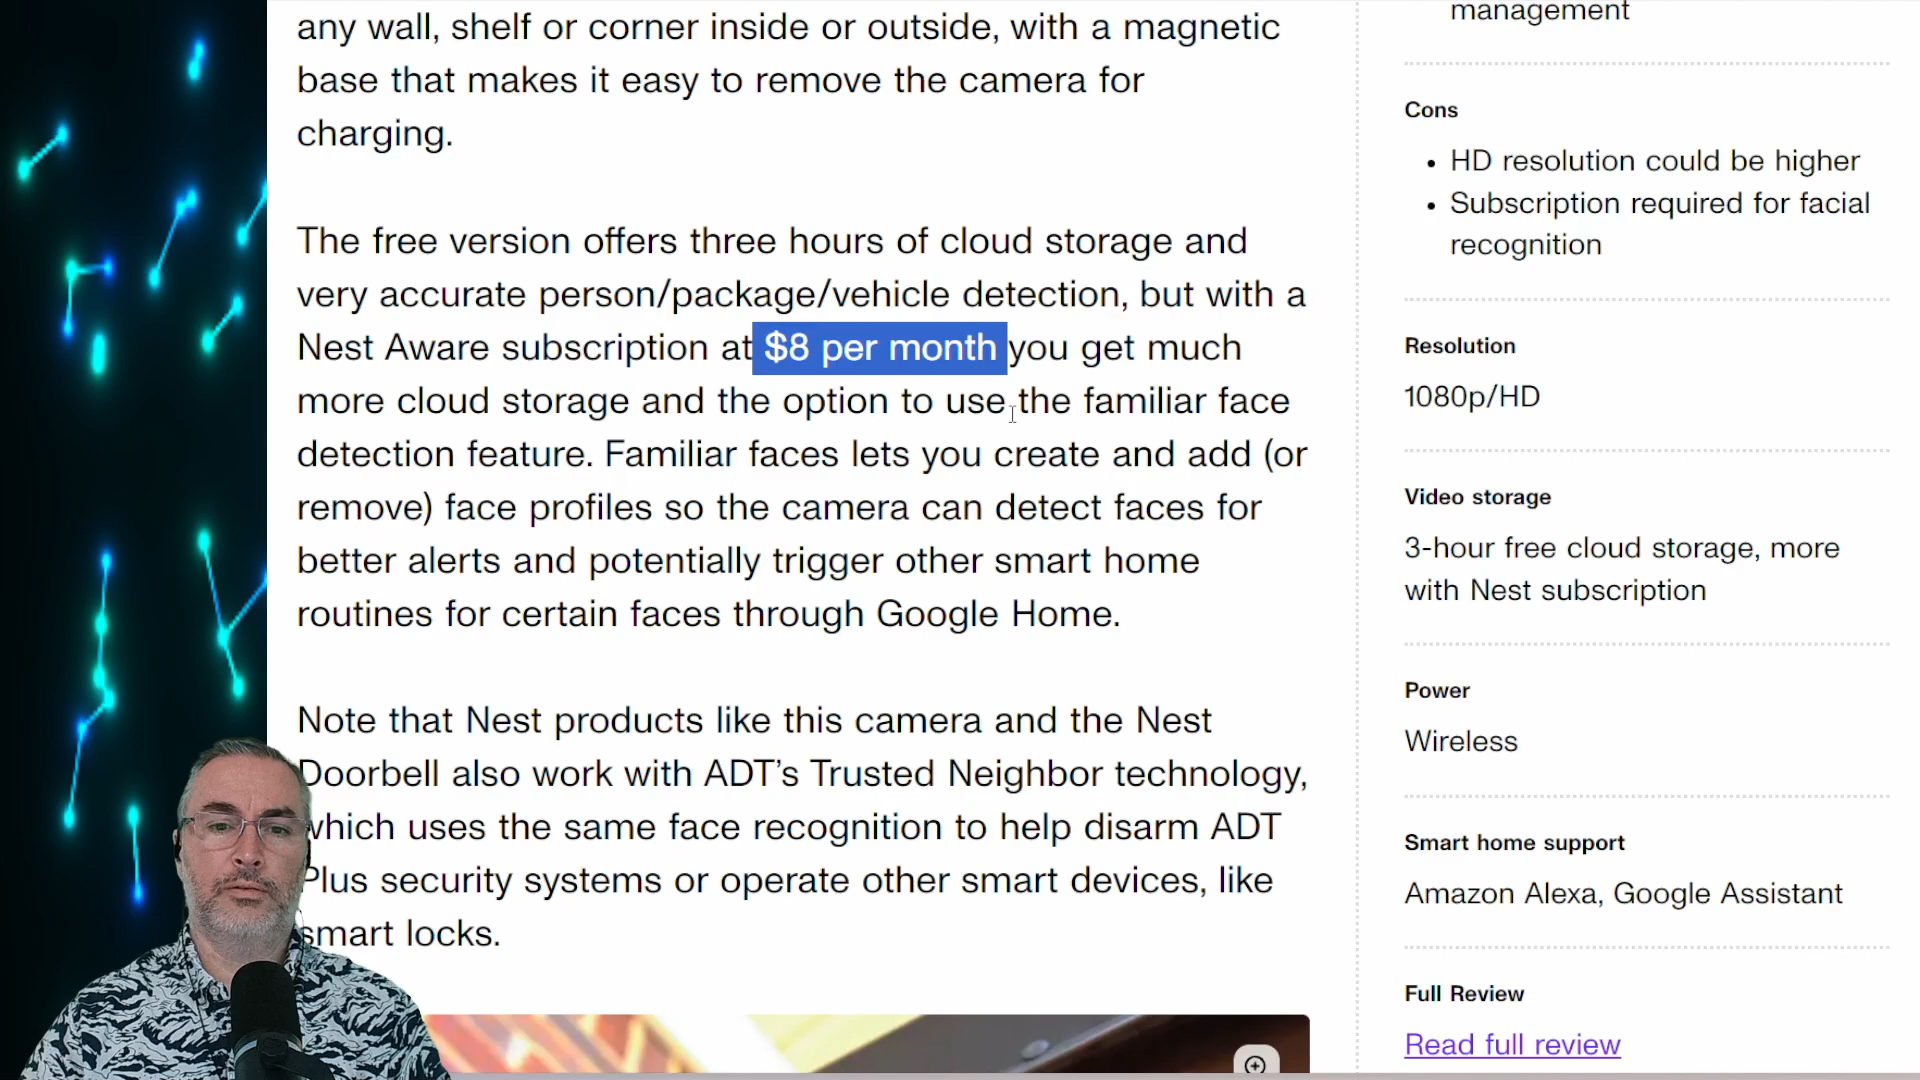 any wall, shelf or corner inside or outside, with a magnetic
base that makes it easy to remove the camera for
charging.
The free version offers three hours of cloud storage and
very accurate person/package/vehicle detection, but with a
Nest Aware subscription at $8 per month you get much
more cloud storage and the option to use the familiar face
detection feature. Familiar faces lets you create and add (or
remove) face profiles so the camera can detect faces for
better alerts and potentially trigger other smart home
routines for certain faces through Google Home.
Note that Nest products like this camera and the Nest
Doorbell also work with ADT's Trusted Neighbor technology,
which uses the same face recognition to help disarm ADT
Plus security systems or operate other smart devices, like
smart locks.
management
Cons
• HD resolution could be higher
• Subscription required for facial
recognition
Resolution
1080p/HD
Video storage
3-hour free cloud storage, more
with Nest subscription
Power
Wireless
Smart home support
Amazon Alexa, Google Assistant
Full Review
Read full review